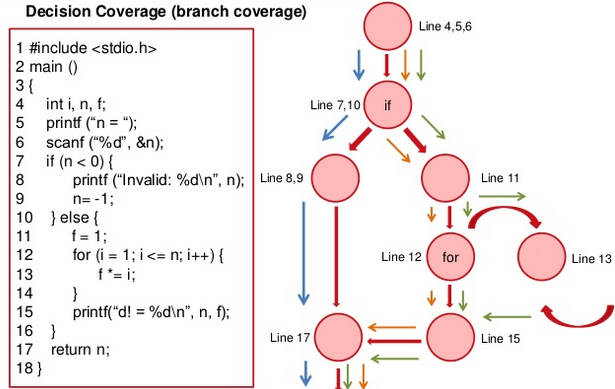 Decision Coverage (branch coverage)
1 #include <stdio.h>
2 main ()
3 {
4 int i, n, f;
5 printf (“n = “);
6 scanf (“%d”, &n);
7 if (n < 0) {
8 printf (“Invalid: %d\n”, n);
9 n= -1;
10 } else {
11 f = 1;
12 for (i = 1; i <= n; i++) {
13 f *= i;
14 }
15 printf(“d! = %d\n”, n, f);
16 }
17 return n;
18 }
Line 4,5,6
Line 7,10
if
Line 8,9
Line 11
Line 12
for
Line 13
Line 17
Line 15